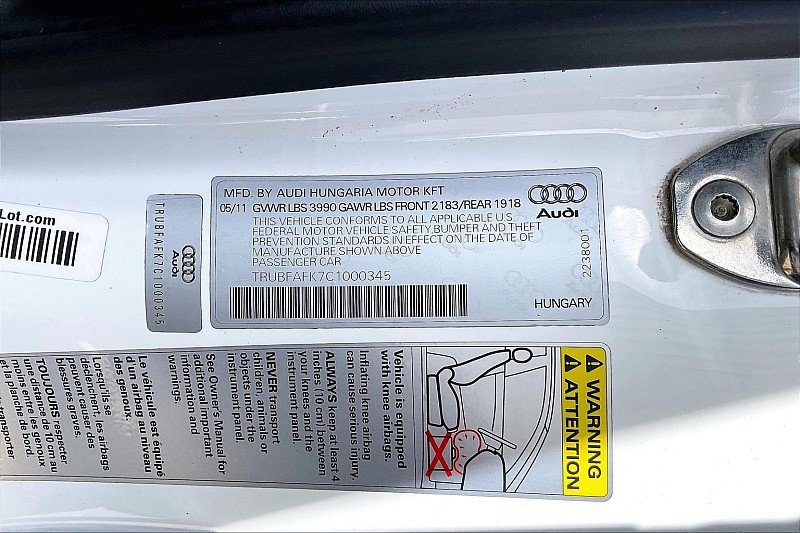 Lot.com
TRUBFAFK7C1000345
Audi
MFD. BY AUDI HUNGARIA MOTOR KFT
05/11 GVWR LBS 3990 GAWR LBS FRONT 2183/REAR 1918
THIS VEHICLE CONFORMS TO ALL APPLICABLE U.S.
FEDERAL MOTOR VEHICLE SAFETY, BUMPER AND THEFT
PREVENTION STANDARDS IN EFFECT ON THE DATE OF
MANUFACTURE SHOWN ABOVE
PASSENGER CAR
TRUBFAFK7C1000345
Audi
2238001
HUNGARY
WARNING
ATTENTION
Vehicle is equipped
with knee airbags.
Inflating knee airbag
can cause serious injury.
ALWAYS keep at least 4
inches (10 cm) between
your knees and the
instrument panel.
NEVER transport
children, animals or
objects under the
instrument panel.
See Owner's Manual for
additional important
warnings.
Le véhicule est équipé
d'un airbag au niveau
des genoux.
Lorsqu'ils se
déclenchent, les airbags
peuvent causer des
blessures graves.
TOUJOURS respecter
une distance de 10 cm au
moins entre les genoux
et la planche de bord.
transporter